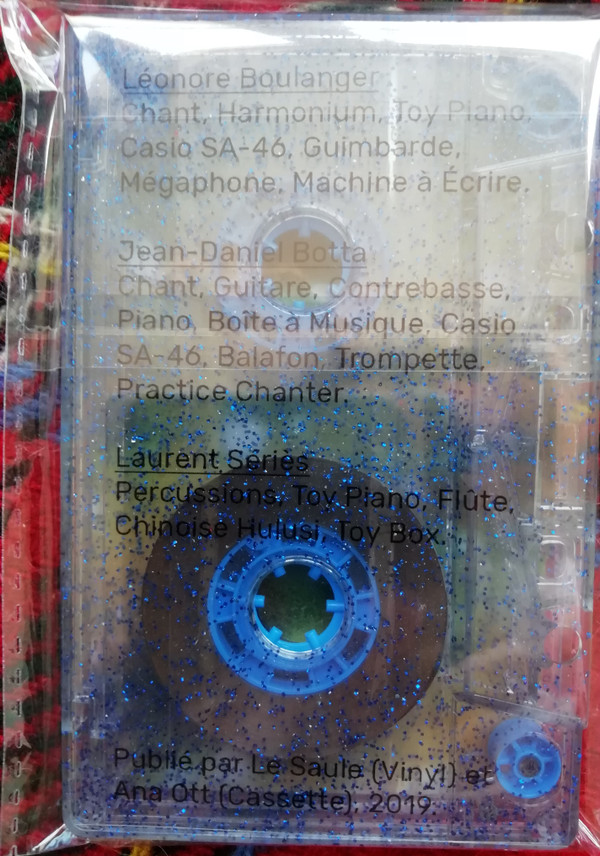 Léonore Boulanger
Chant, Harmonium, Toy Piano,
Casio SA-46, Guimbarde,
Mégaphone, Machine à Écrire.
Jean-Daniel Botta
Chant, Guitare, Contrebasse,
Piano, Boîte à Musique, Casio
SA-46, Balafon, Trompette,
Practice Chanter.
Laurent Sériès
Percussions, Toy Piano, Flûte,
Chinoise Hulusi, Toy Box.
Publié par Le Saule (Vinyl) et
Ana Ott (Cassette). 2019.